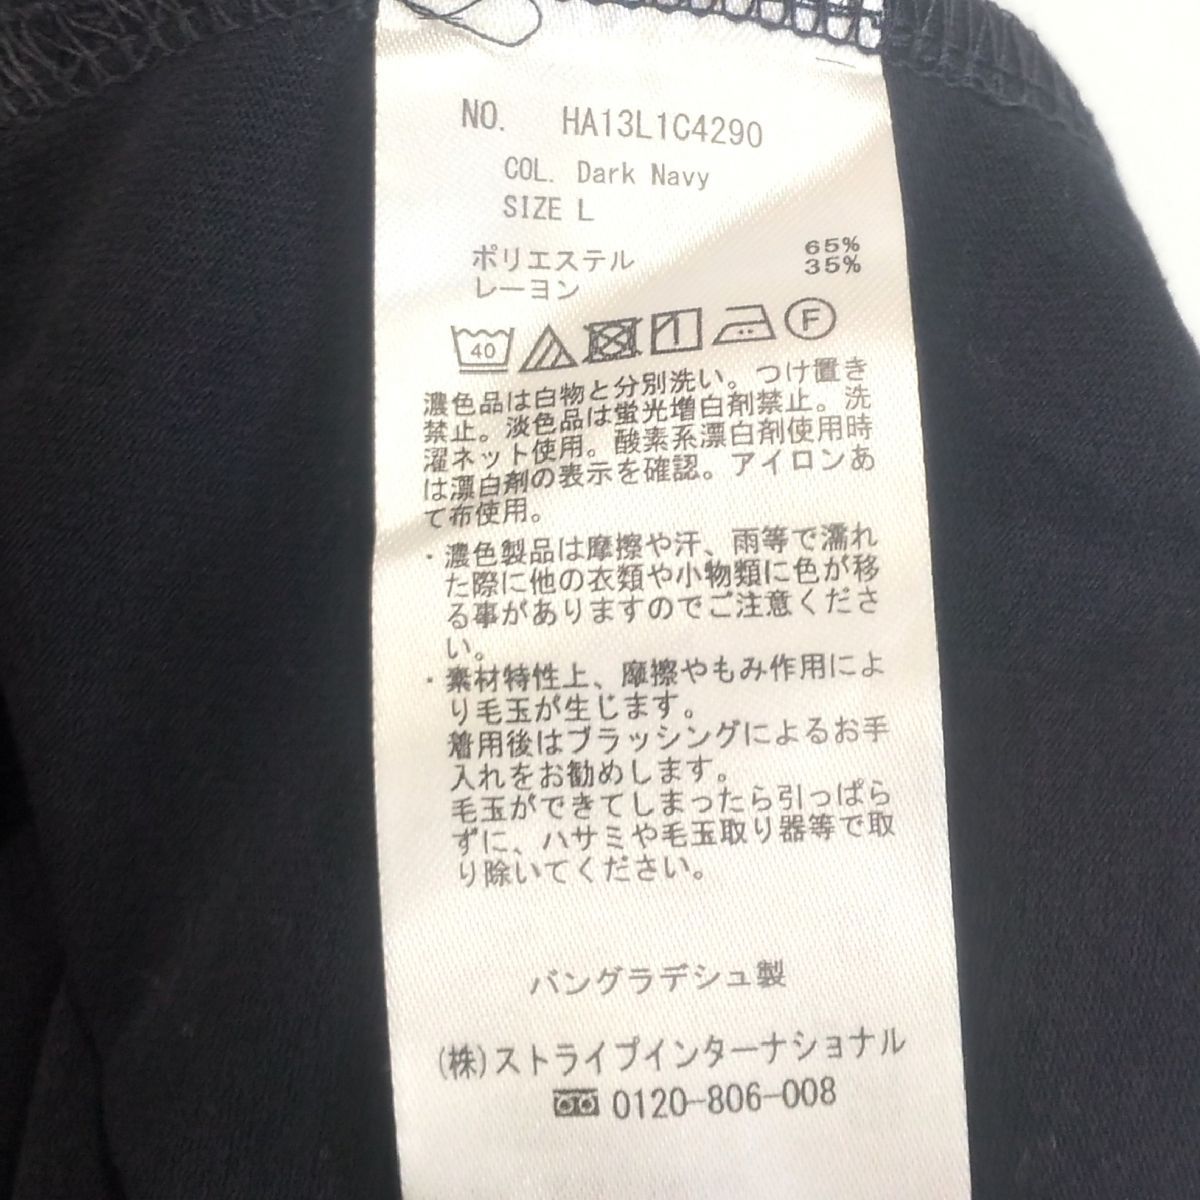 NO. HA13L1C4290
COL. Dark Navy
SIZE L
ポリエステル 65%
レーヨン 35%
40 F
濃色品は白物と分別洗い。つけ置き
禁止。淡色品は蛍光増白剤禁止。洗
濯ネット使用。酸素系漂白剤使用時
は漂白剤の表示を確認。アイロンあ
て布使用。
・濃色製品は摩擦や汗、雨等で濡れ
た際に他の衣類や小物類に色が移
る事がありますのでご注意くださ
い。
・素材特性上、摩擦やもみ作用によ
り毛玉が生じます。
着用後はブラッシングによるお手
入れをお勧めします。
毛玉ができてしまったら引っぱら
ずに、ハサミや毛玉取り器等で取
り除いてください。
バングラデシュ製
(株)ストライプインターナショナル
0120-806-008